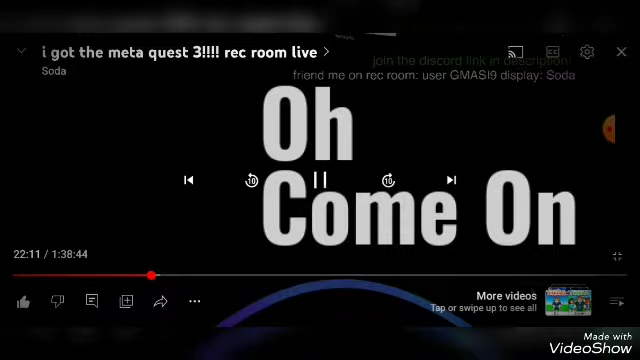 i got the meta quest 3!!!! rec room live
Soda
join the discord link in description!
friend me on rec room: user GMASI9 display: Soda
Oh
Come On
10
10
22:11 / 1:38:44
More videos
Tap or swipe up to see all
Made with
VideoShow